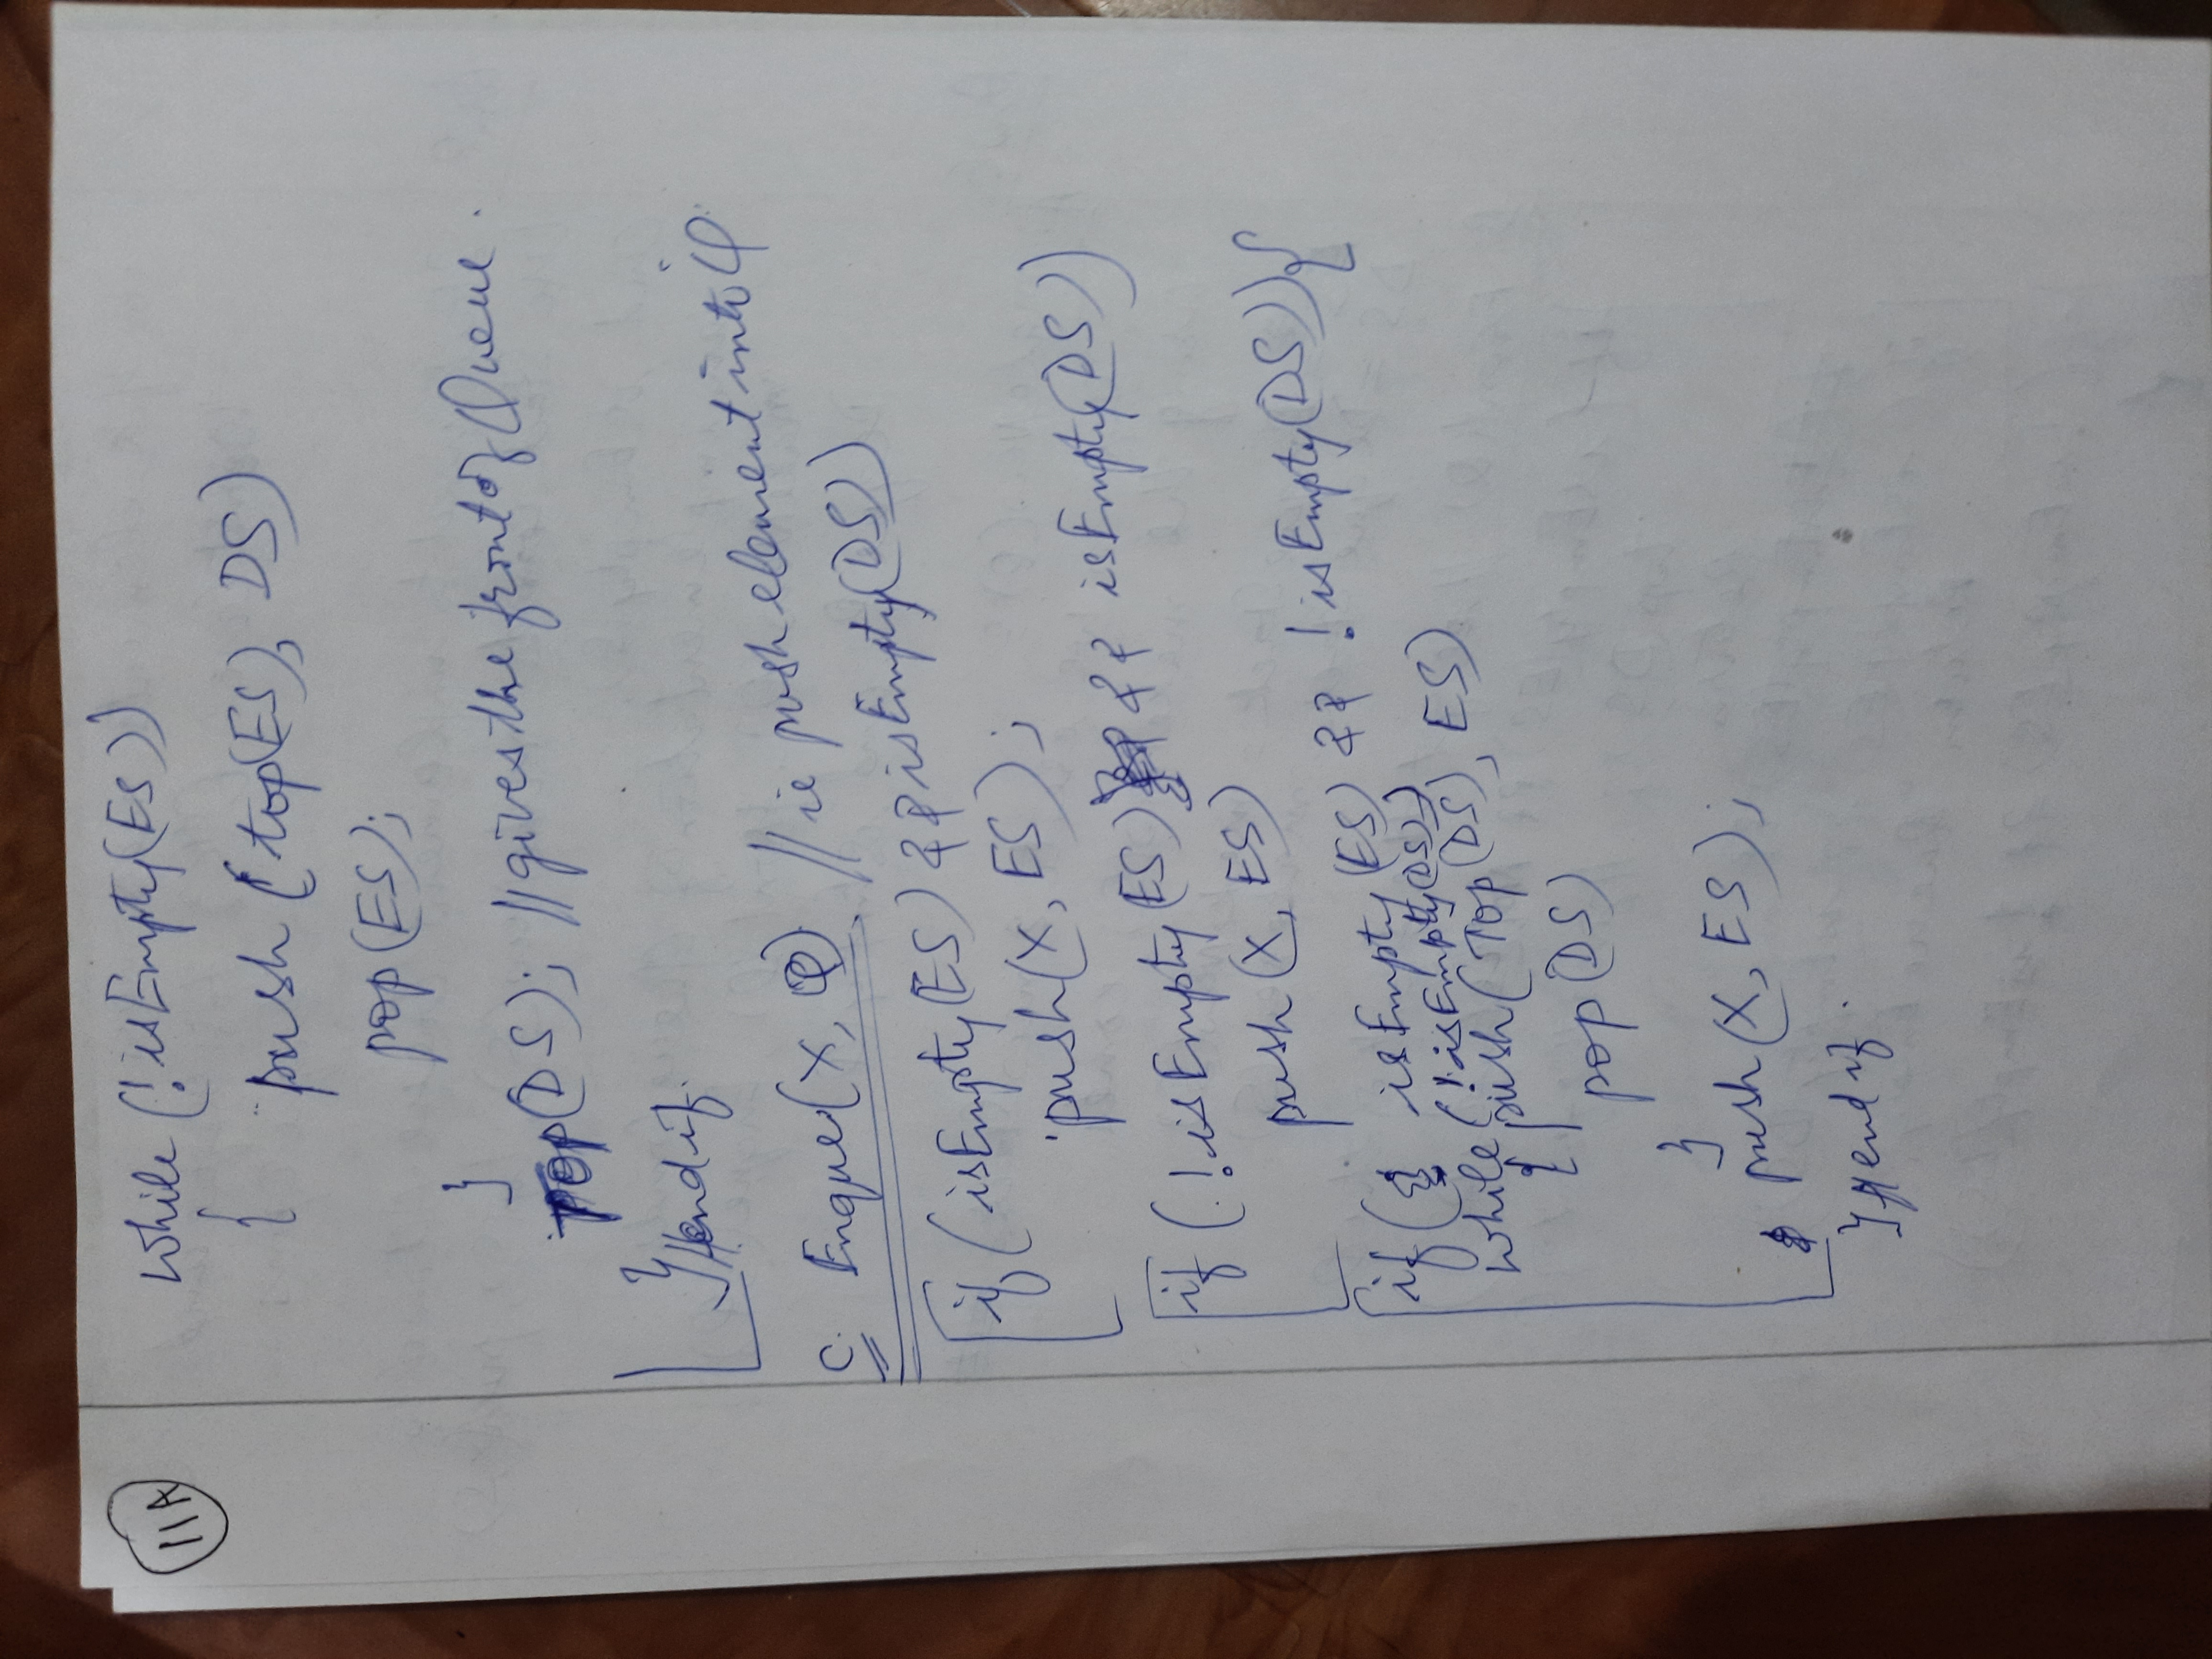 11A
while (!isEmpty(ES))
{ push (top(ES), DS)
pop(ES);
}
Top(DS); //gives the front of Queue.
} //endif.
C. Enque(X, Q) // ie push element into Q.
if (isEmpty(ES) && isEmpty(DS))
push(X, ES);
if (!isEmpty(ES) && isEmpty(DS))
push (X, ES)
if ( isEmpty(ES) && !isEmpty(DS)){
while (!isEmpty(DS))
{ push(Top(DS), ES)
pop(DS)
}
push(X, ES);
} //endif.